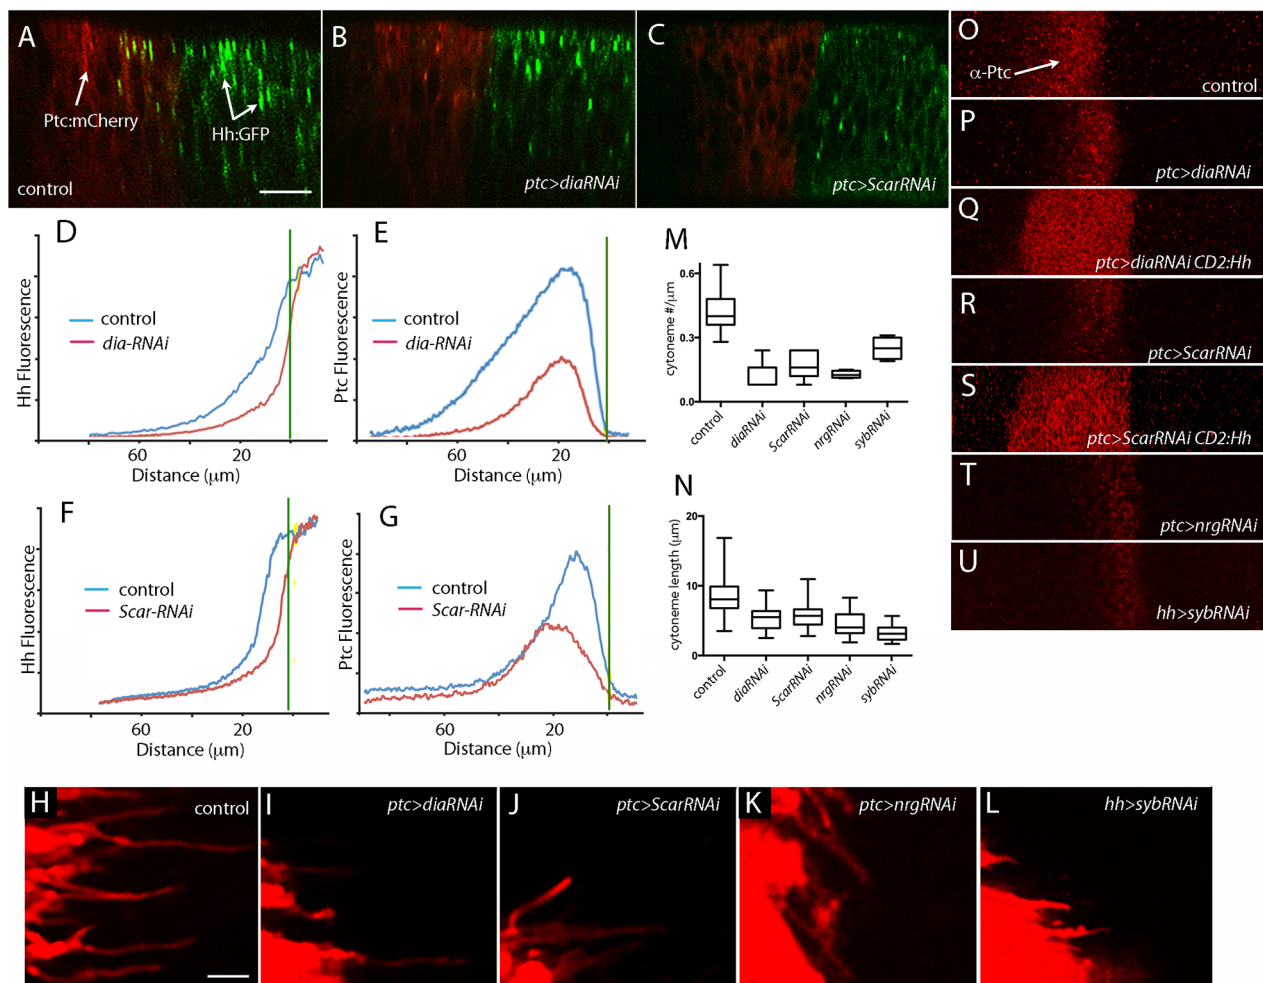 A
Ptc:mCherry
Hh:GFP
control
B
ptc>diaRNAi
C
ptc>ScarRNAi
D
Hh Fluorescence
control
dia-RNAi
60
20
Distance (μm)
E
Ptc Fluorescence
control
dia-RNAi
60
20
Distance (μm)
F
Hh Fluorescence
control
Scar-RNAi
60
20
Distance (μm)
G
Ptc Fluorescence
control
Scar-RNAi
60
20
Distance (μm)
M
cytoneme #/μm
0.6
0.3
0.0
control
diaRNAi
ScarRNAi
nrgRNAi
sybRNAi
N
cytoneme length (μm)
20
10
0
control
diaRNAi
ScarRNAi
nrgRNAi
sybRNAi
O
α-Ptc
control
P
ptc>diaRNAi
Q
ptc>diaRNAi CD2:Hh
R
ptc>ScarRNAi
S
ptc>ScarRNAi CD2:Hh
T
ptc>nrgRNAi
U
hh>sybRNAi
H
control
I
ptc>diaRNAi
J
ptc>ScarRNAi
K
ptc>nrgRNAi
L
hh>sybRNAi